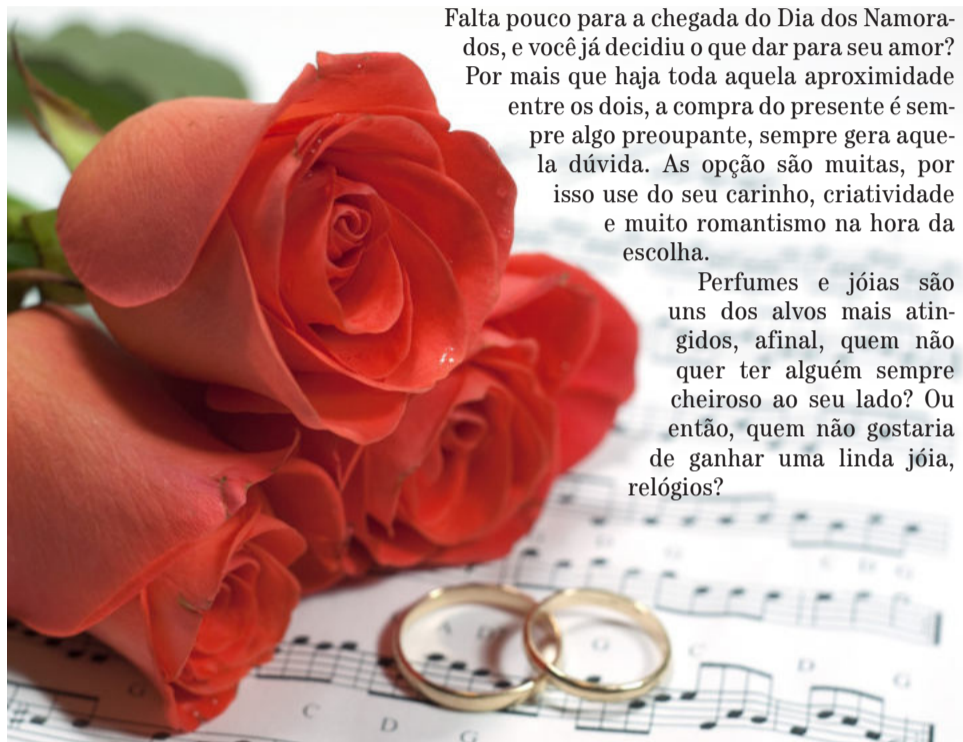 Falta pouco para a chegada do Dia dos Namora-
dos, e você já decidiu o que dar para seu amor?
Por mais que haja toda aquela aproximidade
entre os dois, a compra do presente é sem-
pre algo preoupante, sempre gera aque-
la dúvida. As opção são muitas, por
isso use do seu carinho, criatividade
e muito romantismo na hora da
escolha.
Perfumes e jóias são
uns dos alvos mais atin-
gidos, afinal, quem não
quer ter alguém sempre
cheiroso ao seu lado? Ou
então, quem não gostaria
de ganhar uma linda jóia,
relógios?
G
C D G
A D G C D G
G C D G